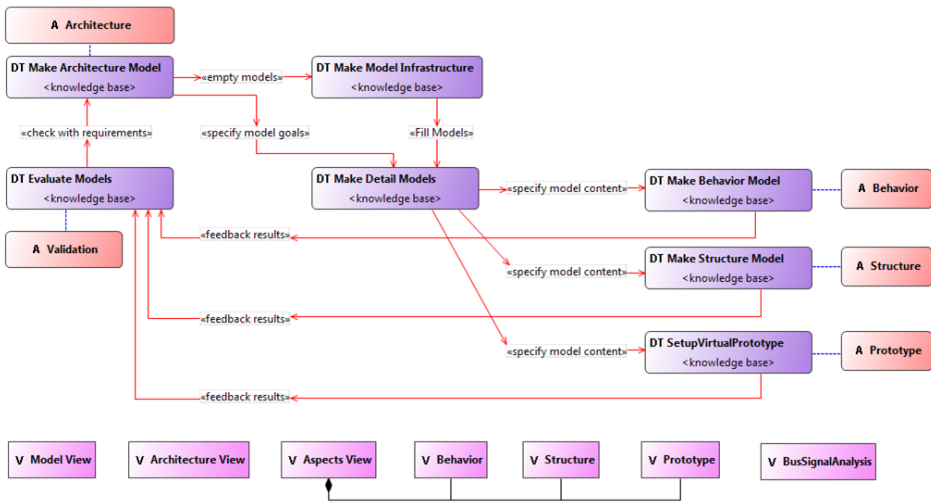 A Architecture
DT Make Architecture Model
<knowledge base>
«empty models»
DT Make Model Infrastructure
<knowledge base>
«check with requirements»
«specify model goals»
«Fill Models»
DT Evaluate Models
<knowledge base>
DT Make Detail Models
<knowledge base>
«specify model content»
DT Make Behavior Model
<knowledge base>
A Behavior
A Validation
«feedback results»
«specify model content»
DT Make Structure Model
<knowledge base>
A Structure
«feedback results»
«specify model content»
DT SetupVirtualPrototype
<knowledge base>
A Prototype
«feedback results»
V Model View
V Architecture View
V Aspects View
V Behavior
V Structure
V Prototype
V BusSignalAnalysis